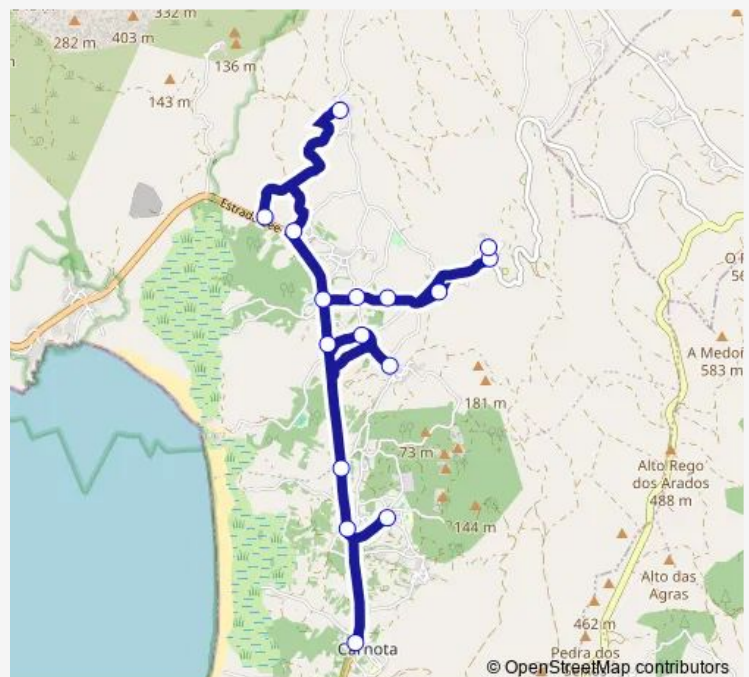 332 m
282 m
403 m
136 m
m
143 m
Estrada
O
56
A Medo
583 m
181 m
73 m
Alto Rego
dos Arados
488 m
144 m
Alto das
Agras
462 m
Carnota
Pedra dos
© OpenStreetMap contributors